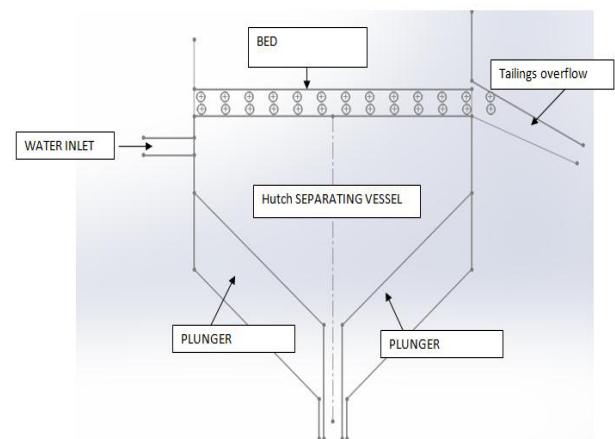 BED
Tailings overflow
WATER INLET
Hutch SEPARATING VESSEL
PLUNGER
PLUNGER